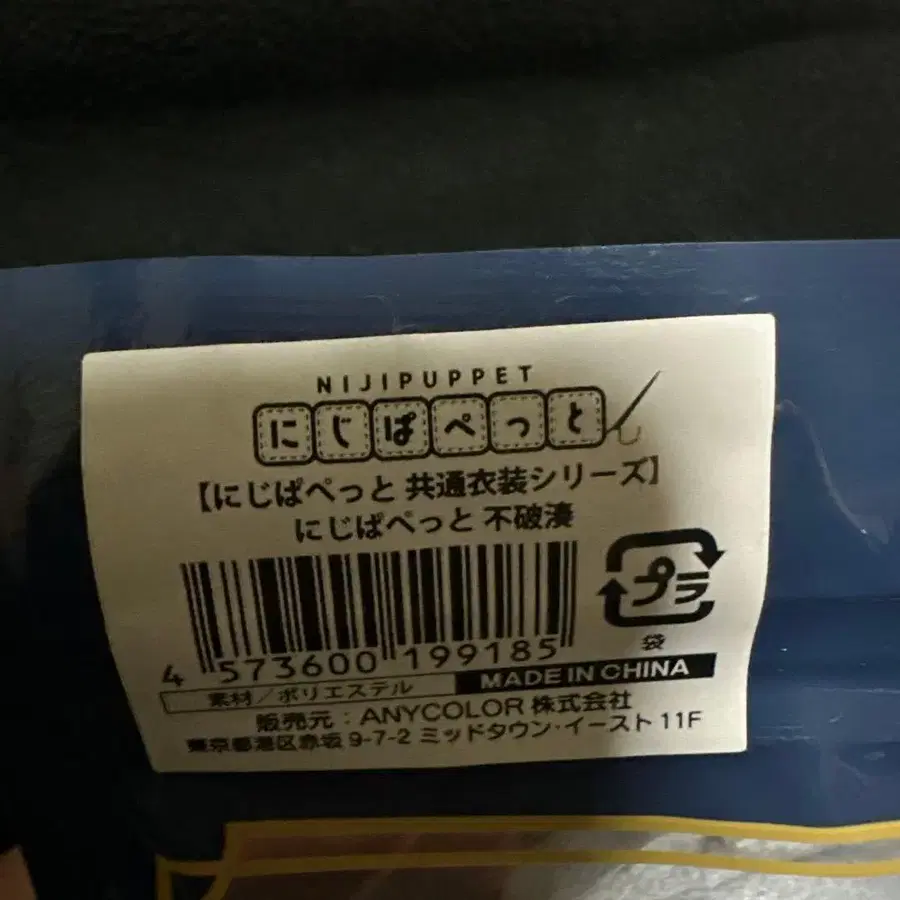 NIJIPUPPET
にじぱぺっと
【にじぱぺっと 共通衣装シリーズ】
にじぱぺっと 不破湊
プラ
袋
4 573600 199185
素材/ポリエステル
MADE IN CHINA
販売元:ANYCOLOR 株式会社
東京都港区赤坂 9-7-2 ミッドタウン・イースト 11F